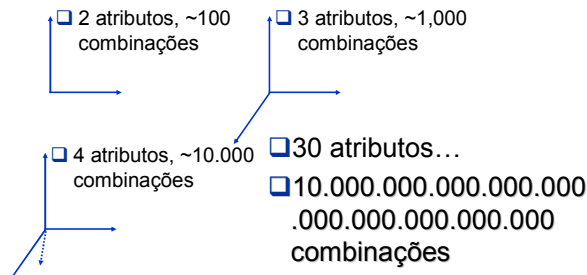 2 atributos, ~100
combinações
3 atributos, ~1,000
combinações
4 atributos, ~10.000
combinações
30 atributos…
10.000.000.000.000.000
.000.000.000.000.000
combinações